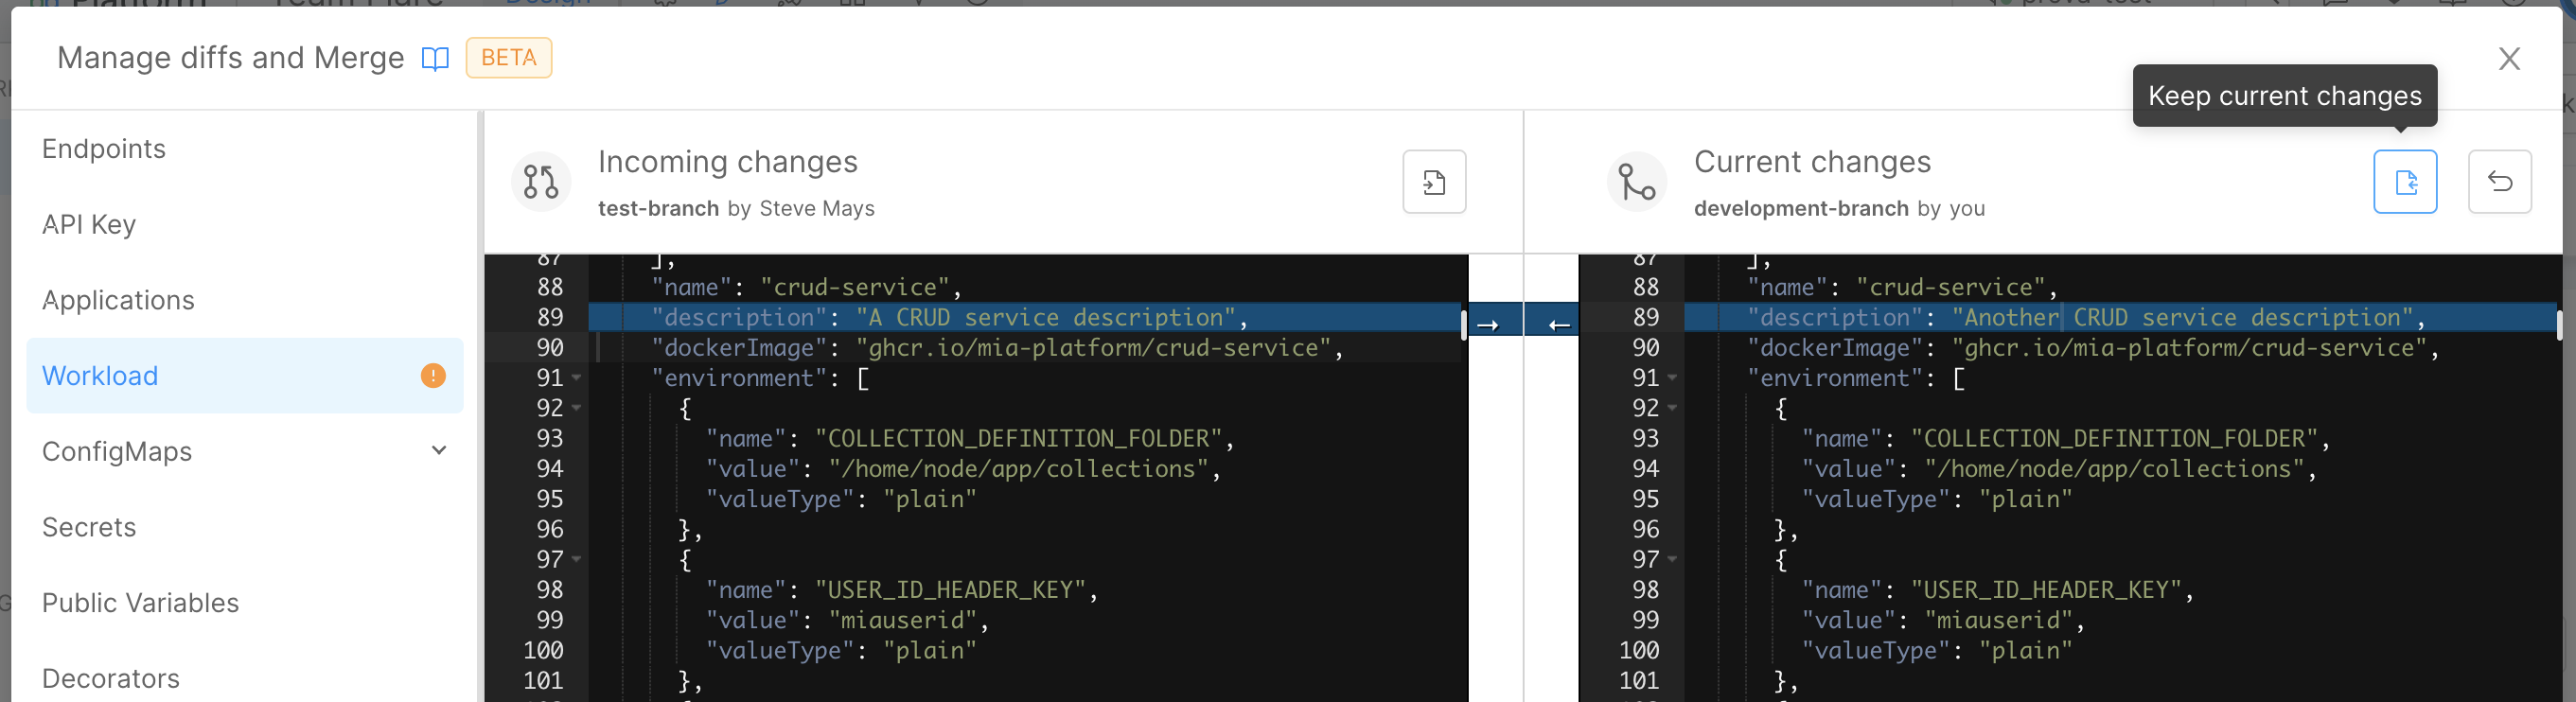 Platform
Team Flare
Design
prova-test
Manage diffs and Merge
BETA
Keep current changes
Endpoints
API Key
Applications
Workload
ConfigMaps
Secrets
Public Variables
Decorators
Incoming changes
test-branch by Steve Mays
87 ],
88 "name": "crud-service",
89 "description": "A CRUD service description",
90 "dockerImage": "ghcr.io/mia-platform/crud-service",
91 "environment": [
92 {
93 "name": "COLLECTION_DEFINITION_FOLDER",
94 "value": "/home/node/app/collections",
95 "valueType": "plain"
96 },
97 {
98 "name": "USER_ID_HEADER_KEY",
99 "value": "miauserid",
100 "valueType": "plain"
101 },
Current changes
development-branch by you
87 ],
88 "name": "crud-service",
89 "description": "Another CRUD service description",
90 "dockerImage": "ghcr.io/mia-platform/crud-service",
91 "environment": [
92 {
93 "name": "COLLECTION_DEFINITION_FOLDER",
94 "value": "/home/node/app/collections",
95 "valueType": "plain"
96 },
97 {
98 "name": "USER_ID_HEADER_KEY",
99 "value": "miauserid",
100 "valueType": "plain"
101 },